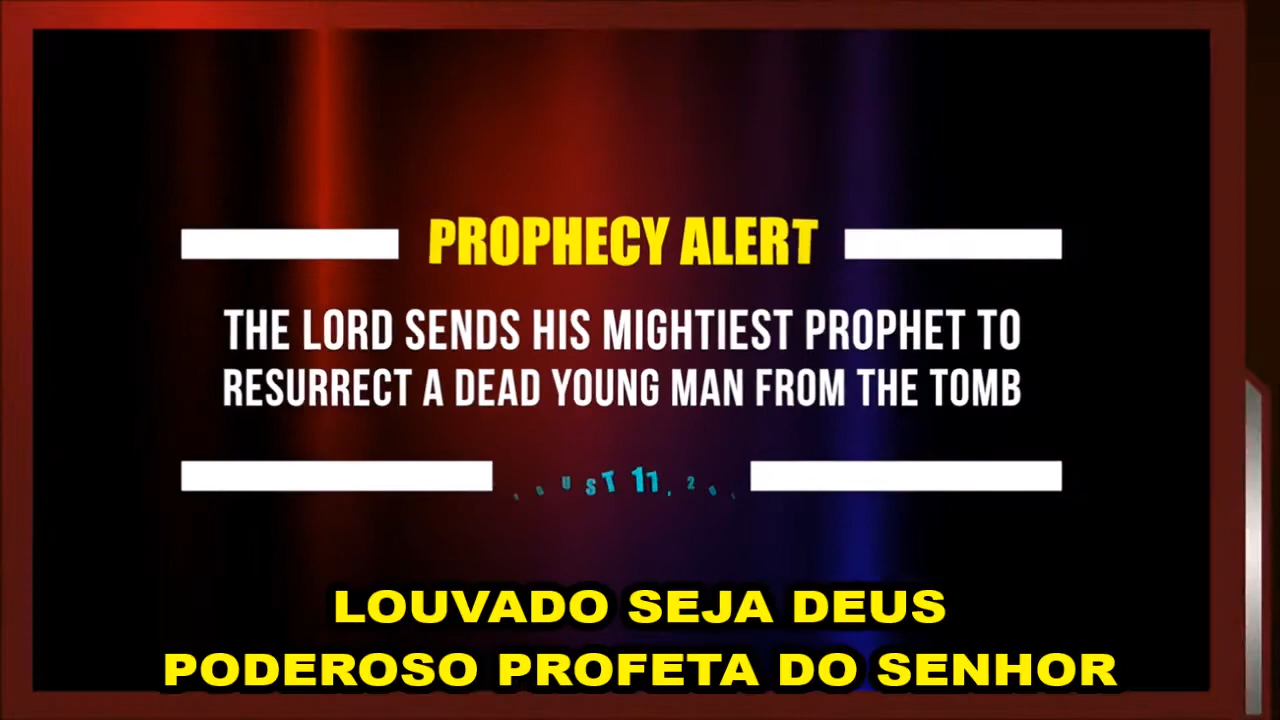 PROPHECY ALERT
THE LORD SENDS HIS MIGHTIEST PROPHET TO
RESURRECT A DEAD YOUNG MAN FROM THE TOMB
LOUVADO SEJA DEUS
PODEROSO PROFETA DO SENHOR